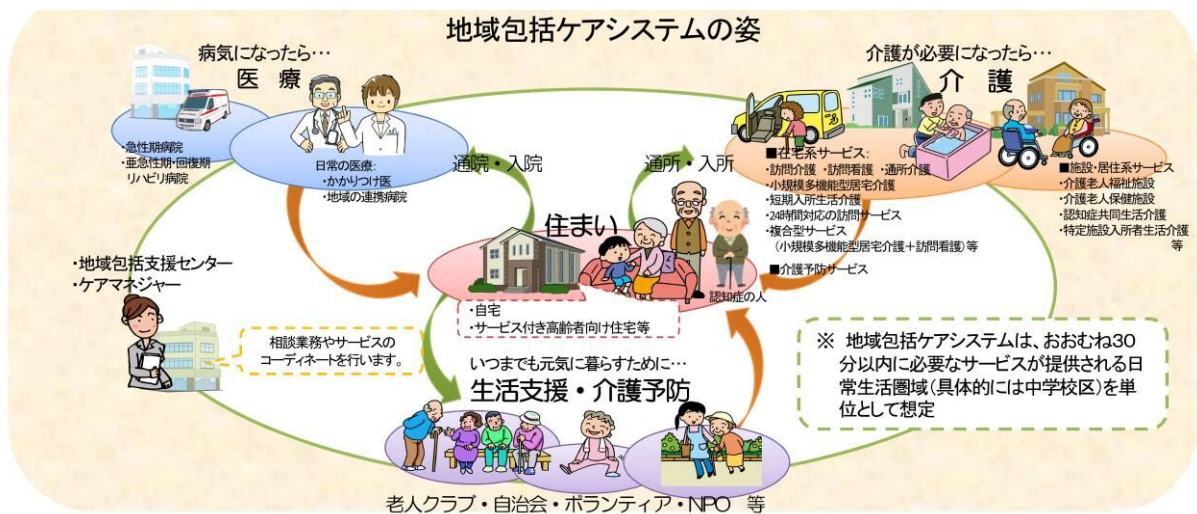 地域包括ケアシステムの姿
病気になったら･･･
医 療
・急性期病院
・亜急性期・回復期
リハビリ病院
日常の医療：
・かかりつけ医
・地域の連携病院
通院・入院
通所・入所
介護が必要になったら･･･
介 護
■在宅系サービス：
・訪問介護 ・訪問看護 ・通所介護
・小規模多機能型居宅介護
・短期入所生活介護
・24時間対応の訪問サービス
・複合型サービス
（小規模多機能型居宅介護＋訪問看護）等
■介護予防サービス
■施設・居住系サービス
・介護老人福祉施設
・介護老人保健施設
・認知症共同生活介護
・特定施設入所者生活介護
等
住まい
認知症の人
・自宅
・サービス付き高齢者向け住宅等
・地域包括支援センター
・ケアマネジャー
相談業務やサービスの
コーディネートを行います。
いつまでも元気に暮らすために･･･
生活支援・介護予防
老人クラブ・自治会・ボランティア・NPO 等
※ 地域包括ケアシステムは、おおむね30
分以内に必要なサービスが提供される日
常生活圏域（具体的には中学校区）を単
位として想定